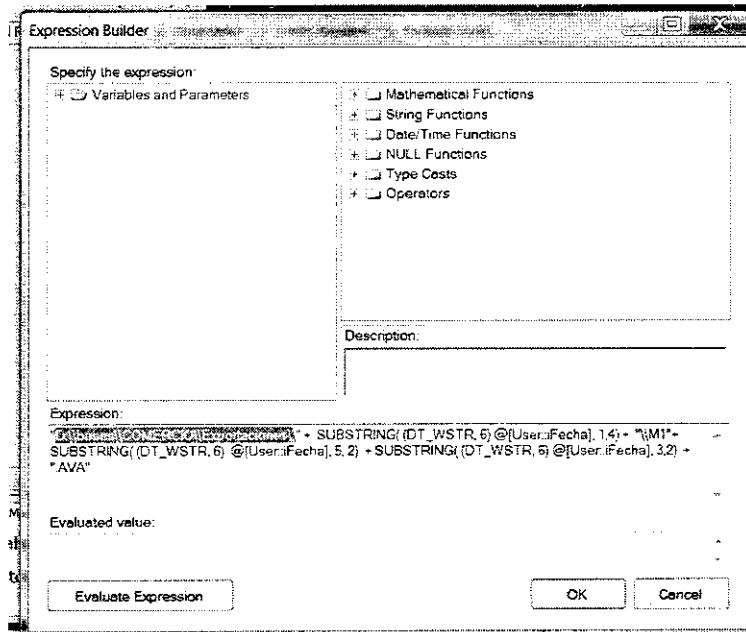 Expression Builder
Specify the expression:
Variables and Parameters
Mathematical Functions
String Functions
Date/Time Functions
NULL Functions
Type Casts
Operators
Description:
Expression:
" + SUBSTRING( (DT_WSTR, 6) @[User::iFecha], 1,4) + "\\M1"+
SUBSTRING( (DT_WSTR, 6) @[User::iFecha], 5, 2) + SUBSTRING( (DT_WSTR, 6) @[User::iFecha], 3,2) +
".AVA"
Evaluated value:
Evaluate Expression
OK
Cancel